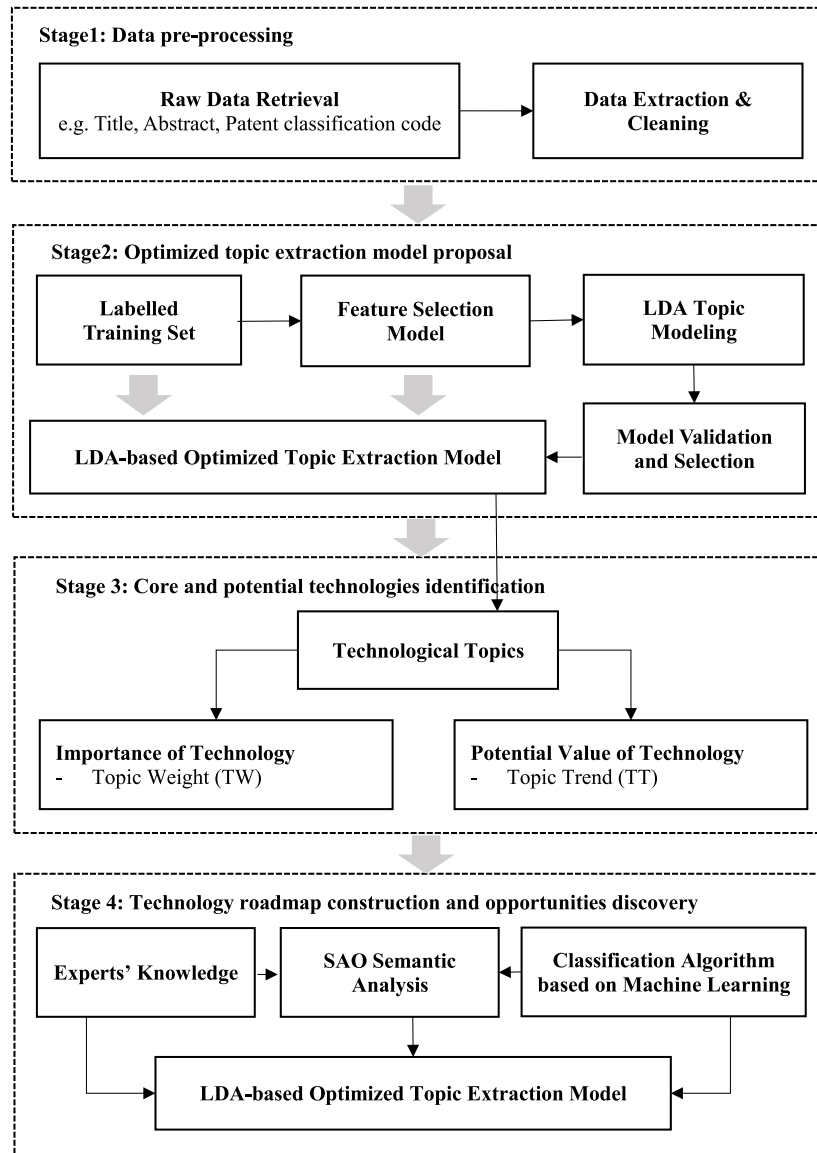 Stage1: Data pre-processing
Raw Data Retrieval
e.g. Title, Abstract, Patent classification code
Data Extraction &
Cleaning
Stage2: Optimized topic extraction model proposal
Labelled
Training Set
Feature Selection
Model
LDA Topic
Modeling
LDA-based Optimized Topic Extraction Model
Model Validation
and Selection
Stage 3: Core and potential technologies identification
Technological Topics
Importance of Technology
- Topic Weight (TW)
Potential Value of Technology
- Topic Trend (TT)
Stage 4: Technology roadmap construction and opportunities discovery
Experts’ Knowledge
SAO Semantic
Analysis
Classification Algorithm
based on Machine Learning
LDA-based Optimized Topic Extraction Model